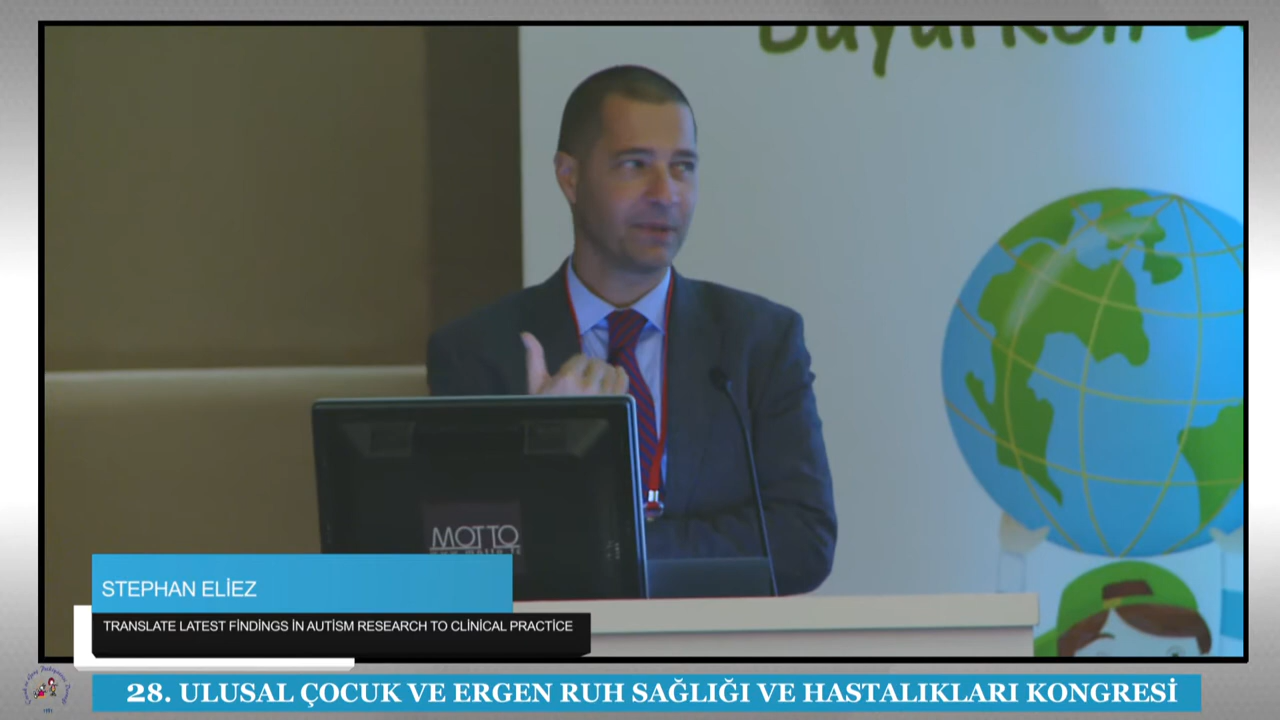 MOTTO
STEPHAN ELİEZ
TRANSLATE LATEST FİNDİNGS İN AUTİSM RESEARCH TO CLİNİCAL PRACTİCE
28. ULUSAL ÇOCUK VE ERGEN RUH SAĞLIĞI VE HASTALIKLARI KONGRESİ